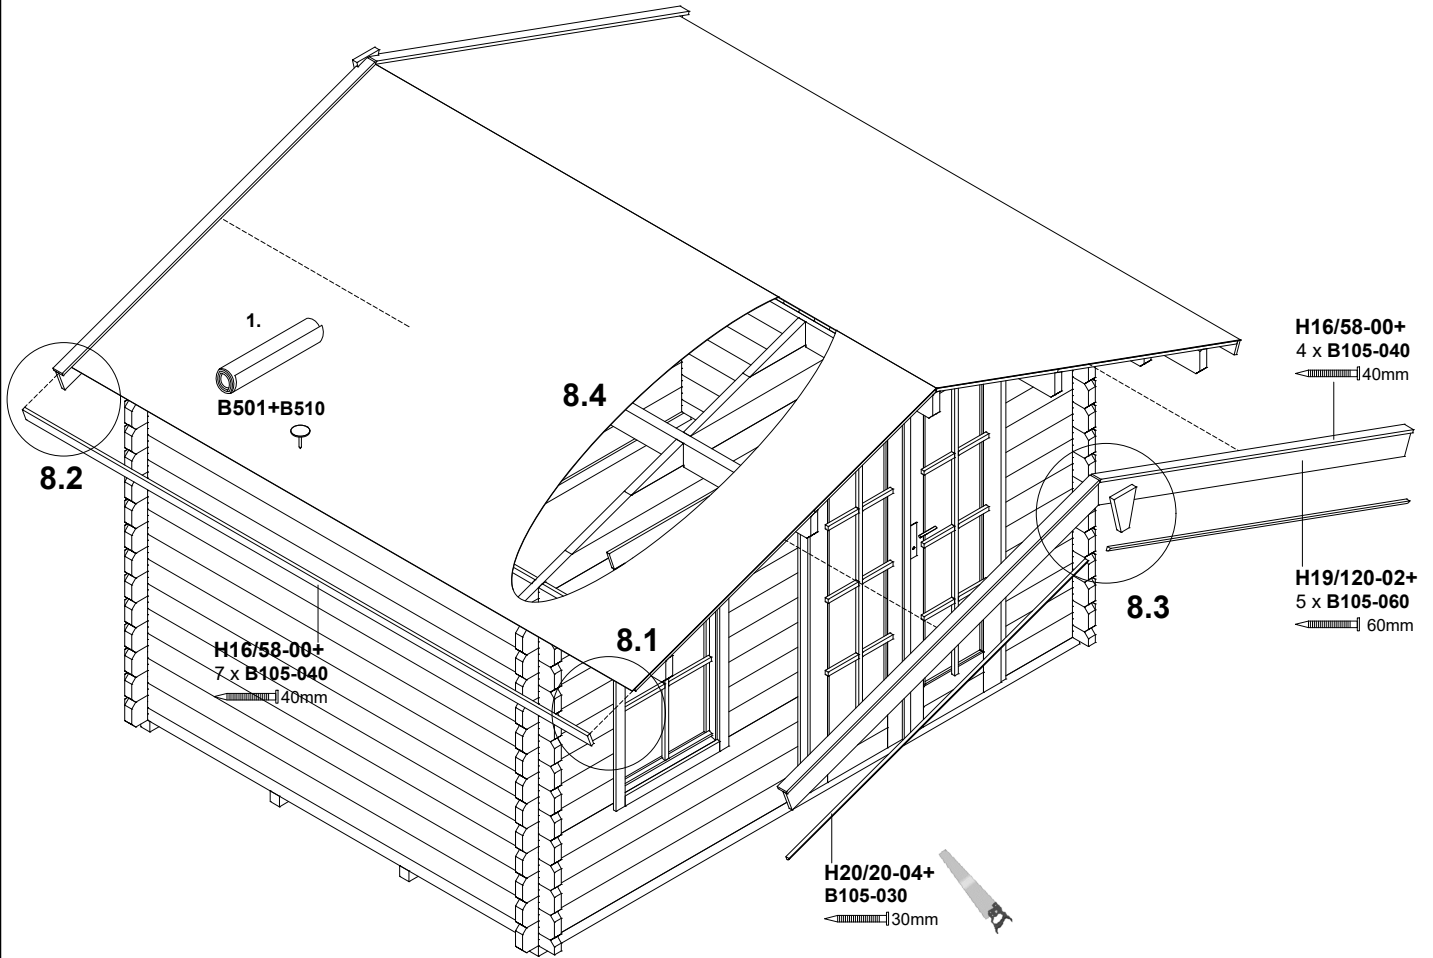 1.
B501+B510
8.2
8.4
H16/58-00+
4 x B105-040
40mm
8.3
H19/120-02+
5 x B105-060
60mm
8.1
H16/58-00+
7 x B105-040
40mm
H20/20-04+
B105-030
30mm